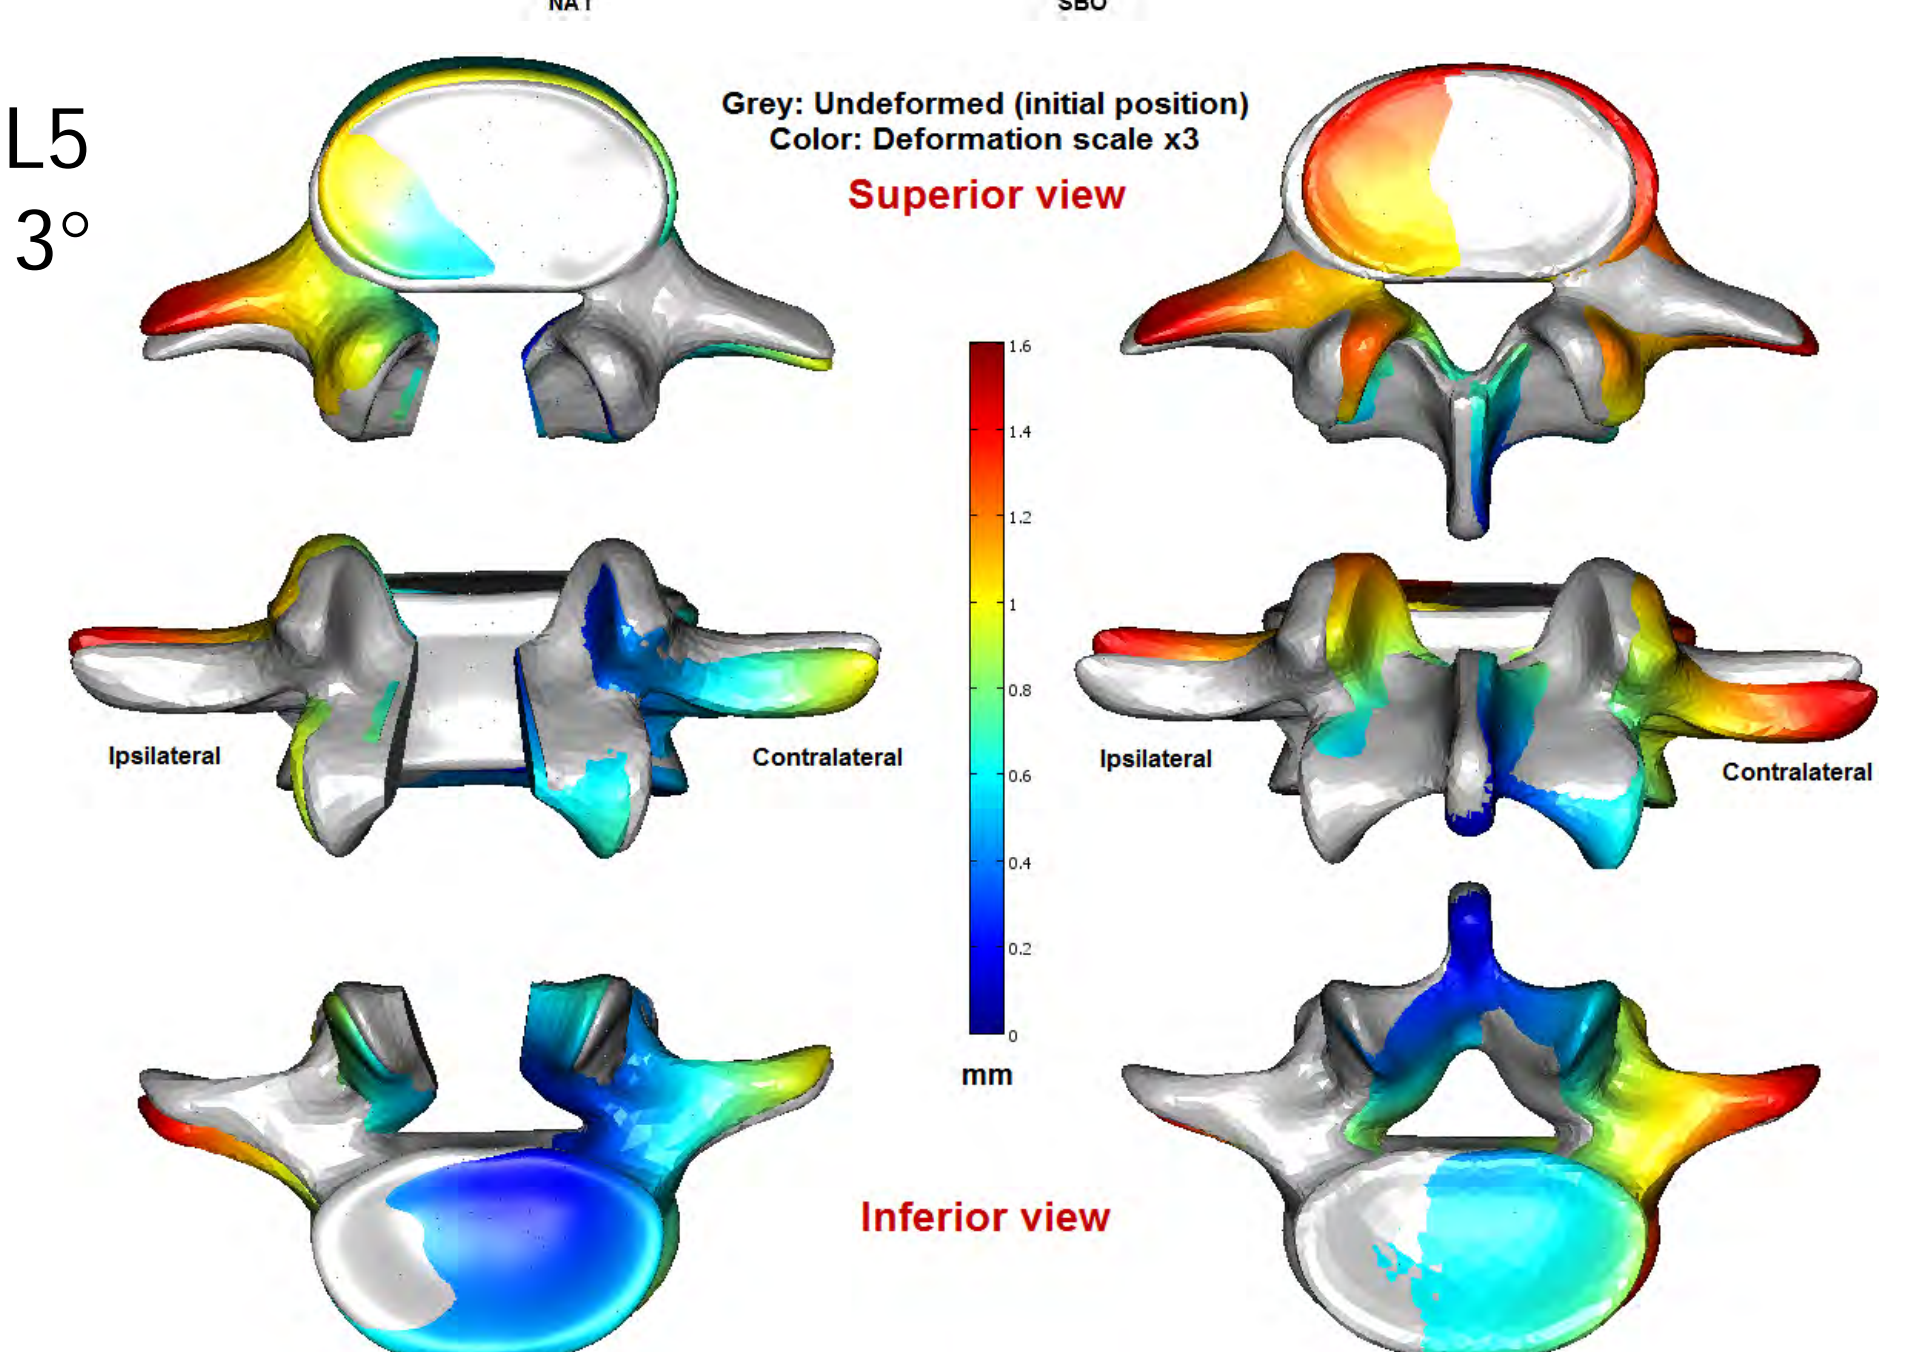 SBO
L5
3°
Grey: Undeformed (initial position)
Color: Deformation scale x3
Superior view
1.6
1.4
1.2
1
0.8
0.6
0.4
0.2
0
mm
Ipsilateral
Contralateral
Ipsilateral
Contralateral
Inferior view